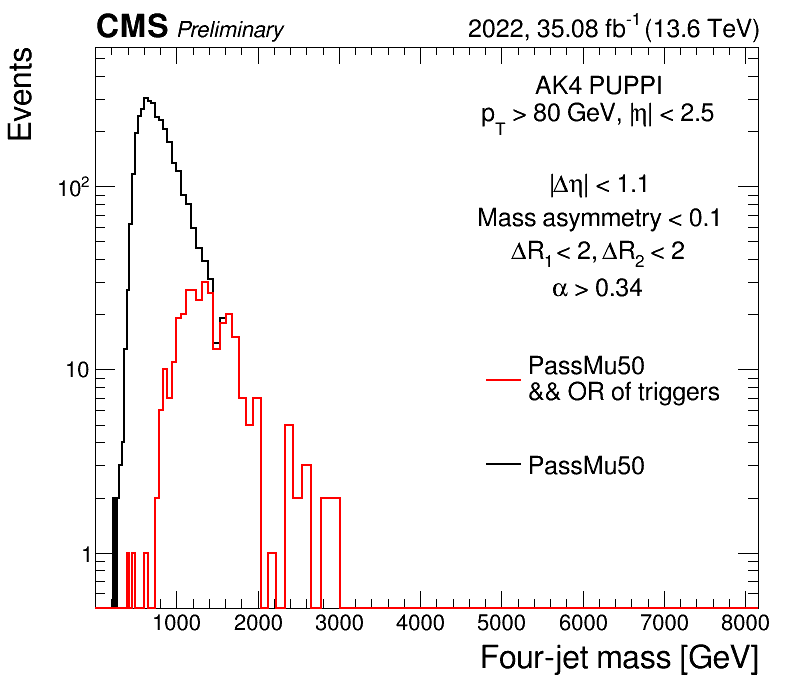 CMS Preliminary 2022, 35.08 fb⁻¹ (13.6 TeV)
Events
AK4 PUPPI
p_T > 80 GeV, |η| < 2.5
|Δη| < 1.1
Mass asymmetry < 0.1
ΔR₁ < 2, ΔR₂ < 2
α > 0.34
PassMu50
&& OR of triggers
PassMu50
10²
10
1
1000 2000 3000 4000 5000 6000 7000 8000
Four-jet mass [GeV]